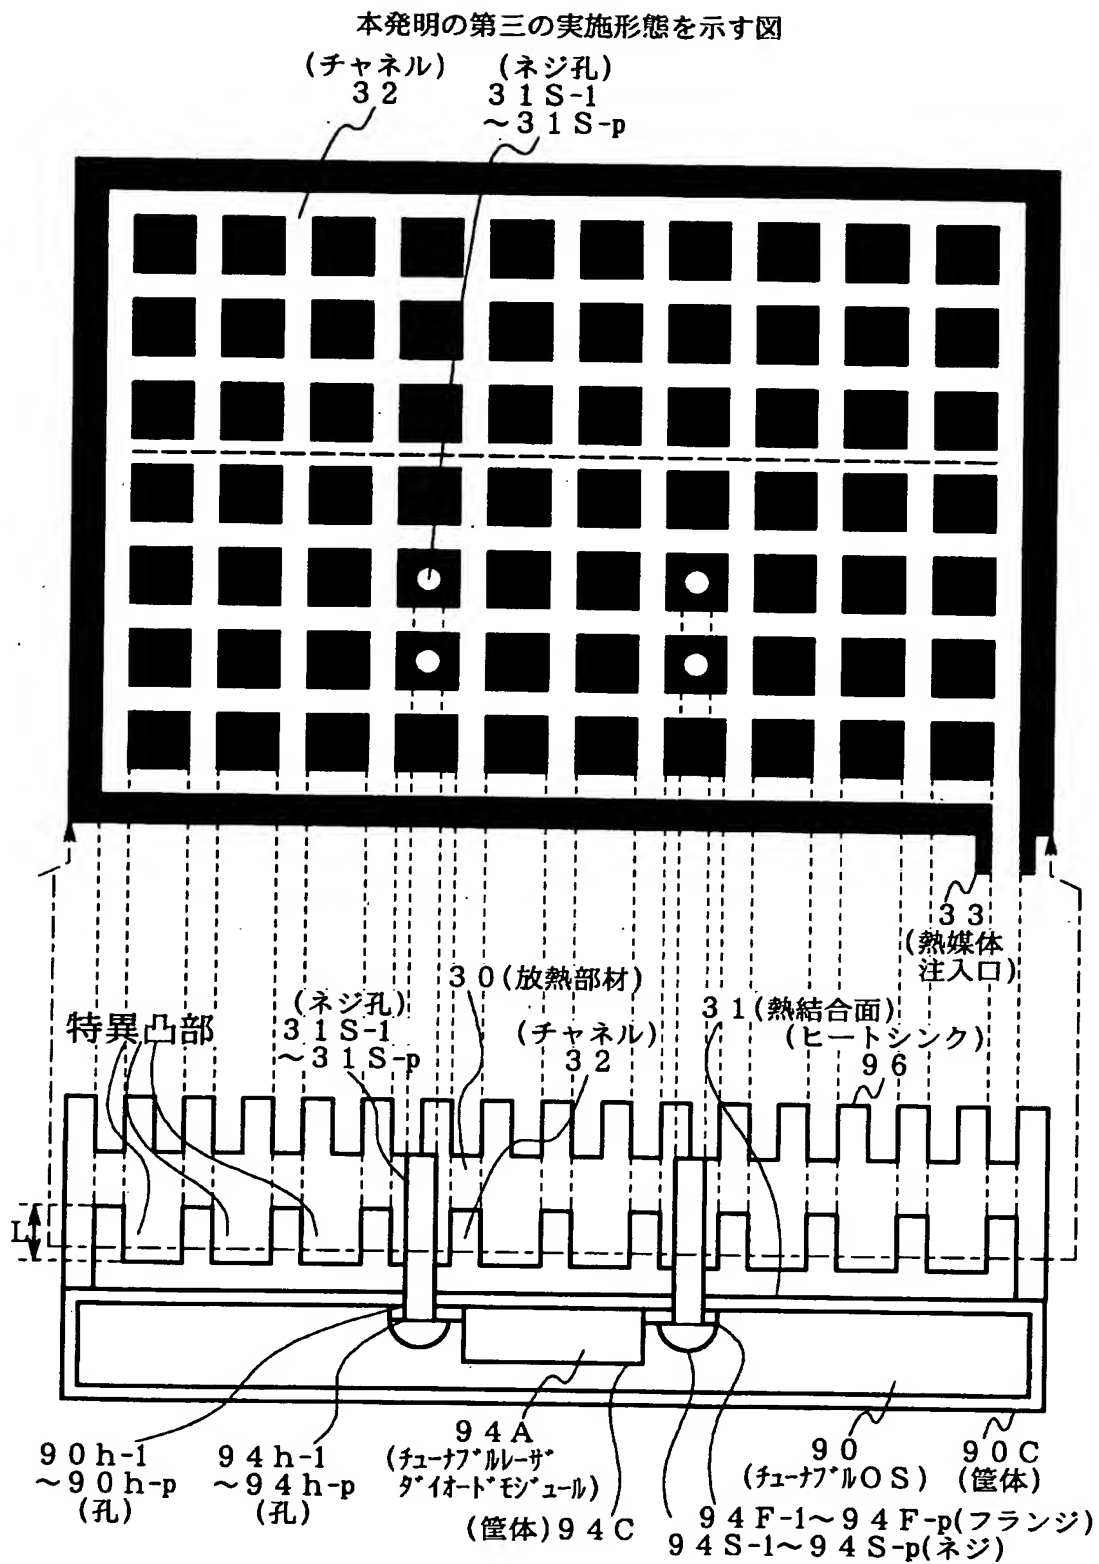 本発明の第三の実施形態を示す図
(チャネル)
32
(ネジ孔)
31S-1
~31S-p
33
(熱媒体
注入口)
30(放熱部材)
(ネジ孔)
31S-1
~31S-p
特異凸部
(チャネル)
32
31(熱結合面)
(ヒートシンク)
96
L
90h-1
~90h-p
(孔)
94h-1
~94h-p
(孔)
94A
(チューナブルレーザ
ダイオードモジュール)
(筐体)94C
90
(チューナブルOS)
90C
(筐体)
94F-1~94F-p(フランジ)
94S-1~94S-p(ネジ)